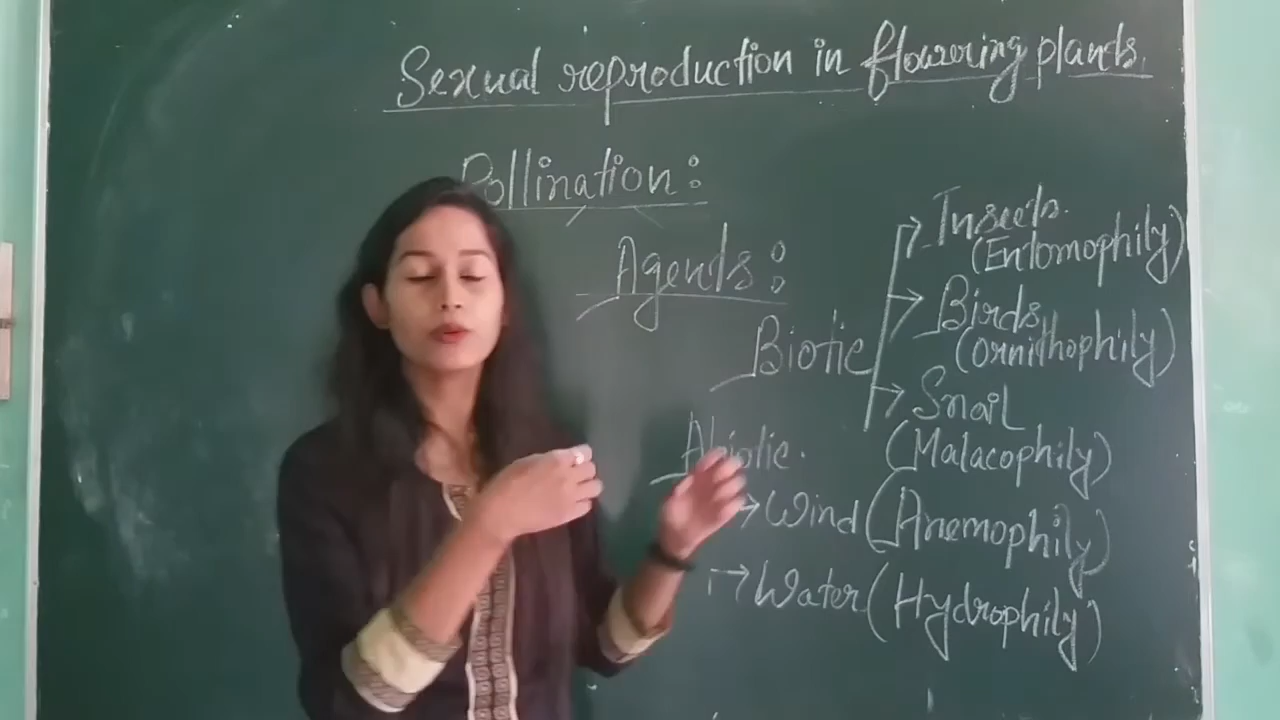 Sexual reproduction in flowering plants.
Pollination:
Agents:
Biotic
Insects.
(Entomophily)
Birds
(Ornithophily)
Snail
(Malacophily)
Abiotic.
→ Wind (Anemophily)
→ Water (Hydrophily)